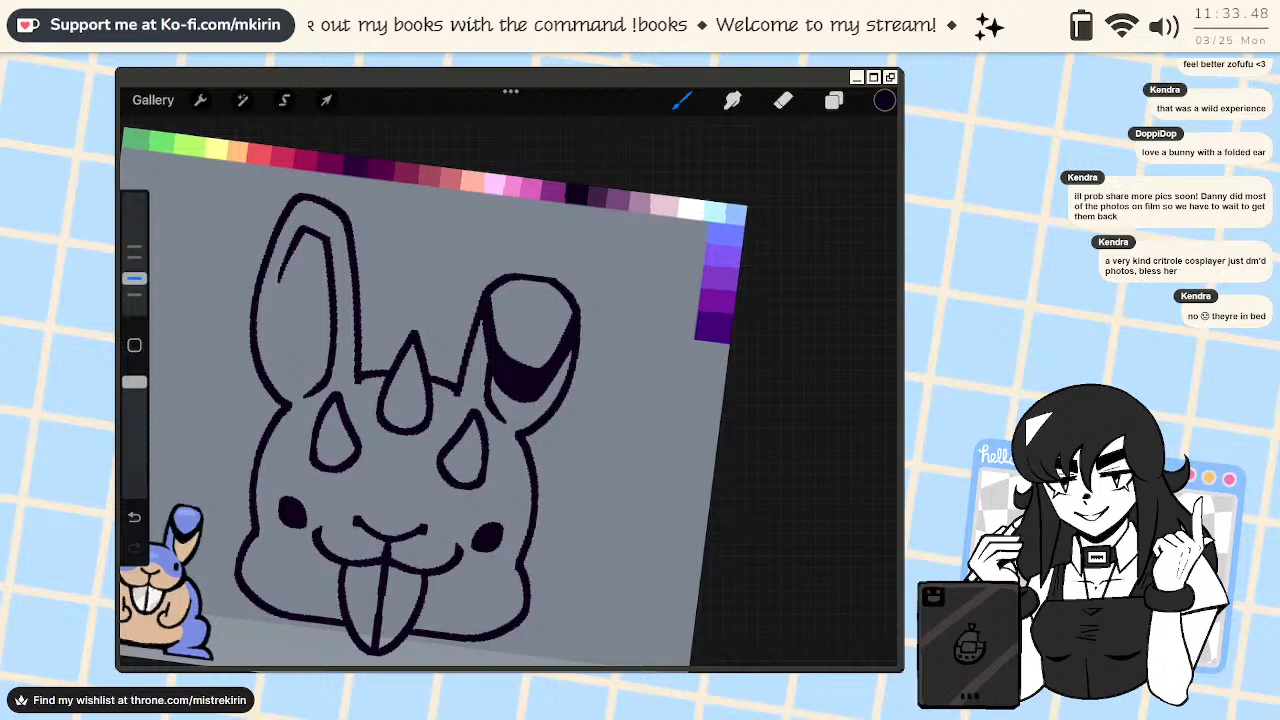 Support me at Ko-fi.com/mkirin
out my books with the command !books ◆ Welcome to my stream! ◆
11:33.48
03/25 Mon
Gallery
feel better zofufu <3
Kendra
that was a wild experience
DoppiDop
love a bunny with a folded ear
Kendra
ill prob share more pics soon! Danny did most
of the photos on film so we have to wait to get
them back
Kendra
a very kind critrole cosplayer just dm'd
photos, bless her
Kendra
no ☹ theyre in bed
hello
Find my wishlist at throne.com/mistrekirin